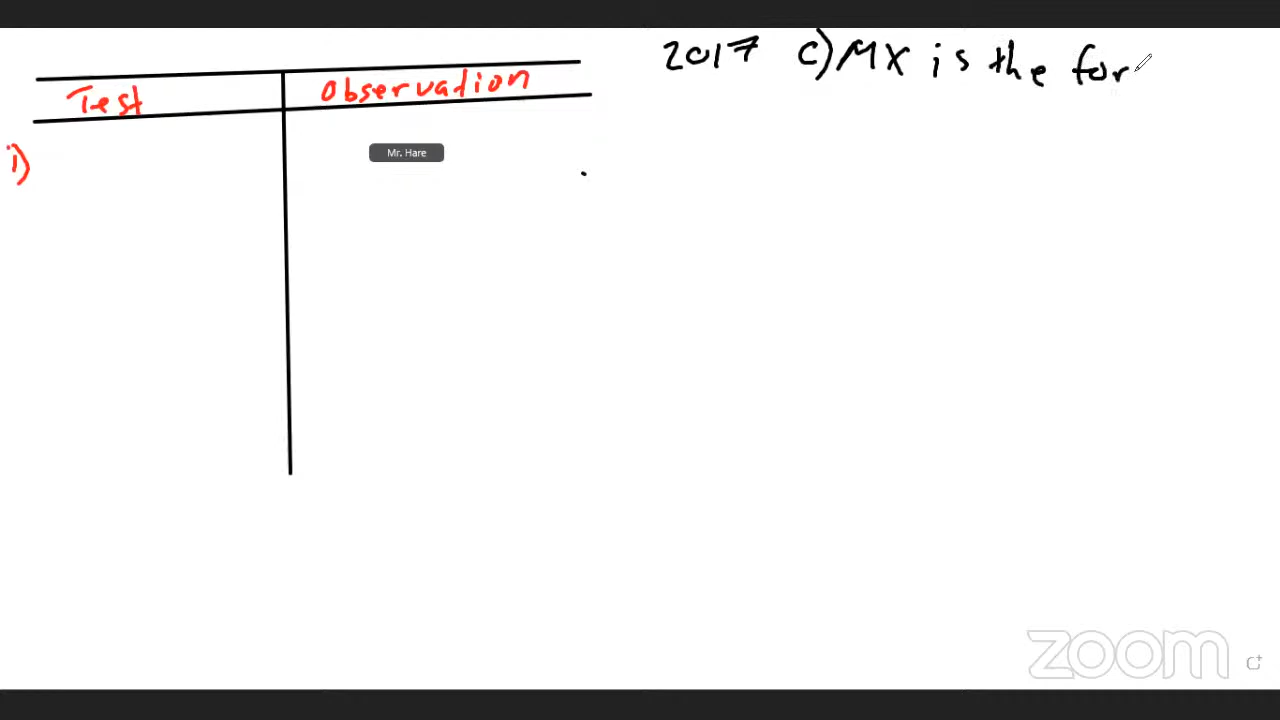 2017 c) MX is the for
Test Observation
i)
Mr. Hare
zoom